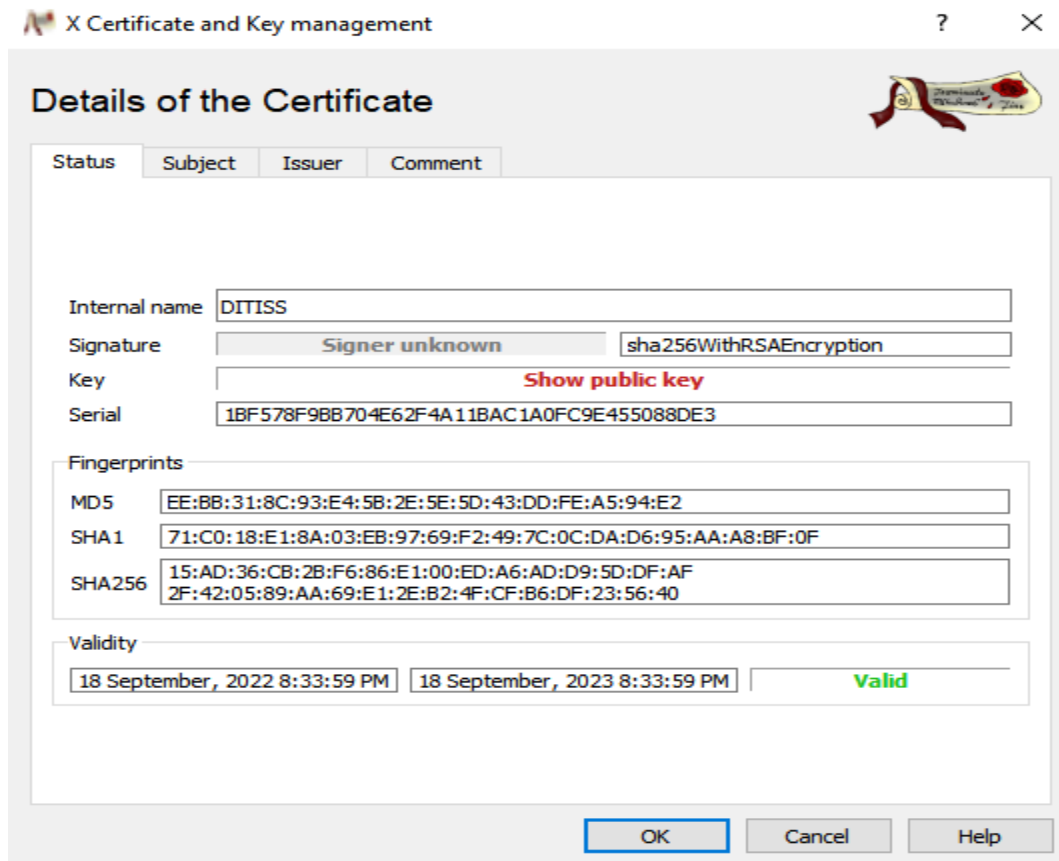 X Certificate and Key management
Details of the Certificate
Status Subject Issuer Comment
Internal name DITISS
Signature Signer unknown sha256WithRSAEncryption
Key Show public key
Serial 1BF578F9BB704E62F4A11BAC1A0FC9E455088DE3
Fingerprints
MD5 EE:BB:31:8C:93:E4:5B:2E:5E:5D:43:DD:FE:A5:94:E2
SHA1 71:C0:18:E1:8A:03:EB:97:69:F2:49:7C:0C:DA:D6:95:AA:A8:BF:0F
SHA256 15:AD:36:CB:2B:F6:86:E1:00:ED:A6:AD:D9:5D:DF:AF
2F:42:05:89:AA:69:E1:2E:B2:4F:CF:B6:DF:23:56:40
Validity
18 September, 2022 8:33:59 PM 18 September, 2023 8:33:59 PM Valid
OK Cancel Help